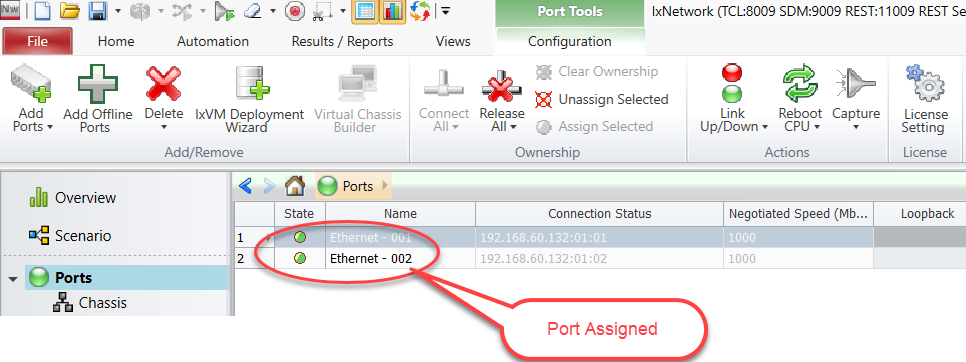 Nw Port Tools IxNetwork (TCL:8009 SDM:9009 REST:11009 REST Se
File Home Automation Results / Reports Views Configuration
Add Ports Add Offline Ports Delete IxVM Deployment Wizard Virtual Chassis Builder Connect All Release All Clear Ownership Unassign Selected Assign Selected Link Up/Down Reboot CPU Capture License Setting
Add/Remove Ownership Actions License
Overview
Scenario
Ports
Chassis
Ports
State Name Connection Status Negotiated Speed (Mb... Loopback
1 Ethernet - 001 192.168.60.132:01:01 1000
2 Ethernet - 002 192.168.60.132:01:02 1000
Port Assigned